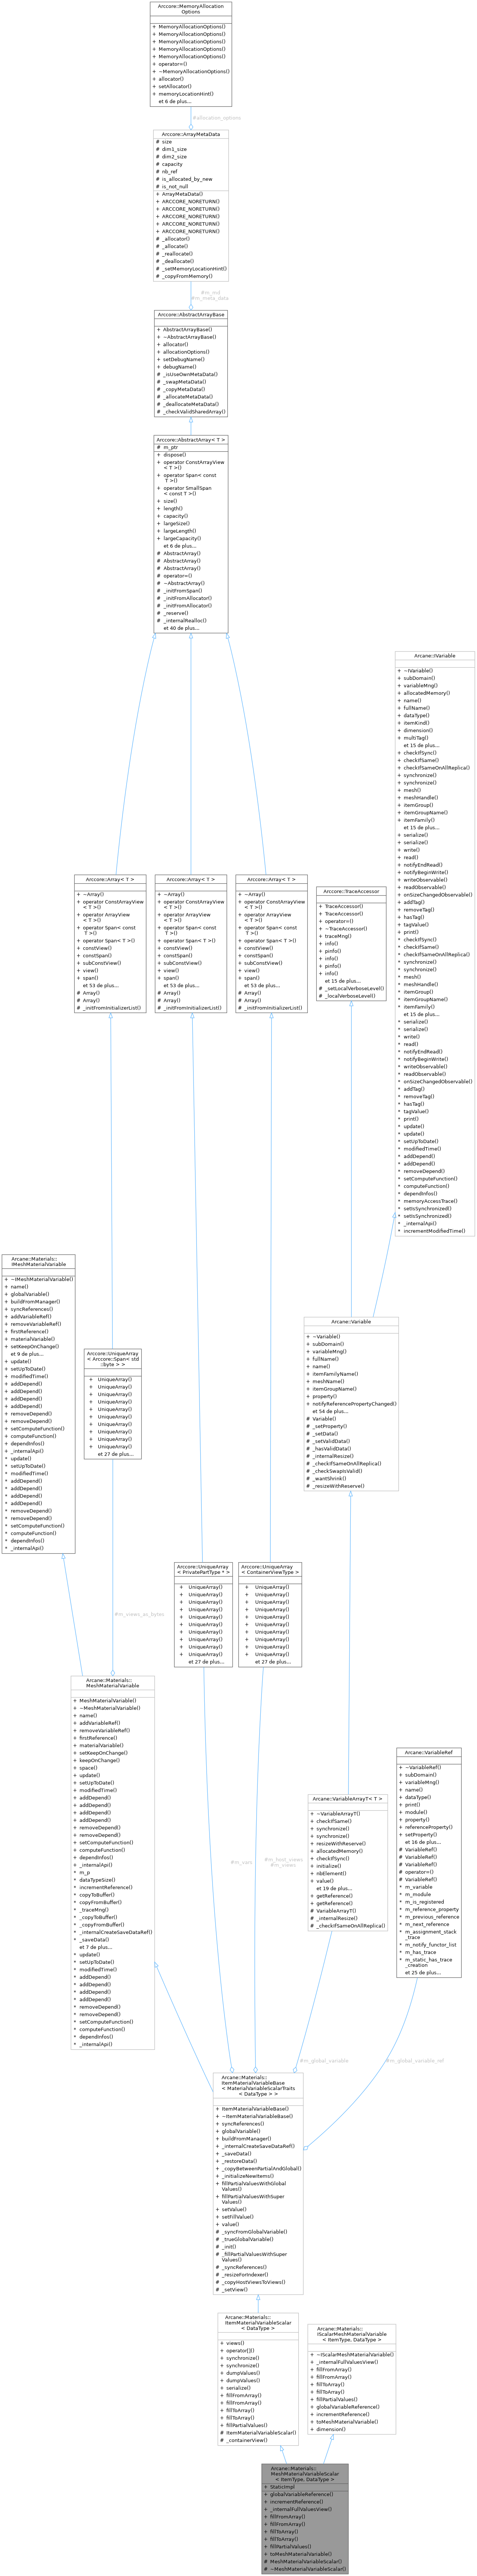 Arccore::MemoryAllocation
Options
+ MemoryAllocationOptions()
+ MemoryAllocationOptions()
+ MemoryAllocationOptions()
+ MemoryAllocationOptions()
+ MemoryAllocationOptions()
+ operator=()
+ ~MemoryAllocationOptions()
+ allocator()
+ setAllocator()
+ memoryLocationHint()
et 6 de plus...
#allocation_options
Arccore::ArrayMetaData
# size
# dim1_size
# dim2_size
# capacity
# nb_ref
# is_allocated_by_new
# is_not_null
+ ArrayMetaData()
+ ARCCORE_NORETURN()
+ ARCCORE_NORETURN()
+ ARCCORE_NORETURN()
+ ARCCORE_NORETURN()
# _allocator()
# _allocate()
# _reallocate()
# _deallocate()
# _setMemoryLocationHint()
# _copyFromMemory()
#m_md
#m_meta_data
Arccore::AbstractArrayBase
+ AbstractArrayBase()
+ ~AbstractArrayBase()
+ allocator()
+ allocationOptions()
+ setDebugName()
+ debugName()
# _isUseOwnMetaData()
# _swapMetaData()
# _copyMetaData()
# _allocateMetaData()
# _deallocateMetaData()
# _checkValidSharedArray()
Arccore::AbstractArray< T >
# m_ptr
+ dispose()
+ operator ConstArrayView
< T >()
+ operator Span< const
T >()
+ operator SmallSpan
< const T >()
+ size()
+ length()
+ capacity()
+ largeSize()
+ largeLength()
+ largeCapacity()
et 6 de plus...
# AbstractArray()
# AbstractArray()
# AbstractArray()
# operator=()
# ~AbstractArray()
# _initFromSpan()
# _initFromAllocator()
# _initFromAllocator()
# _reserve()
# _internalRealloc()
et 40 de plus...
Arcane::IVariable
+ ~IVariable()
+ subDomain()
+ variableMng()
+ allocatedMemory()
+ name()
+ fullName()
+ dataType()
+ itemKind()
+ dimension()
+ multiTag()
et 15 de plus...
+ checkIfSync()
+ checkIfSame()
+ checkIfSameOnAllReplica()
+ synchronize()
+ synchronize()
+ mesh()
+ meshHandle()
+ itemGroup()
+ itemGroupName()
+ itemFamily()
et 15 de plus...
+ serialize()
+ serialize()
+ write()
+ read()
+ notifyEndRead()
+ notifyBeginWrite()
+ writeObservable()
+ readObservable()
+ onSizeChangedObservable()
+ addTag()
+ removeTag()
+ hasTag()
+ tagValue()
+ print()
* checkIfSync()
* checkIfSame()
* checkIfSameOnAllReplica()
* synchronize()
* synchronize()
* mesh()
* meshHandle()
* itemGroup()
* itemGroupName()
* itemFamily()
et 15 de plus...
* serialize()
* serialize()
* write()
* read()
* notifyEndRead()
* notifyBeginWrite()
* writeObservable()
* readObservable()
* onSizeChangedObservable()
* addTag()
* removeTag()
* hasTag()
* tagValue()
* print()
* update()
* update()
* setUpToDate()
* modifiedTime()
* addDepend()
* addDepend()
* removeDepend()
* setComputeFunction()
* computeFunction()
* dependInfos()
* memoryAccessTrace()
* setIsSynchronized()
* setIsSynchronized()
* _internalApi()
* incrementModifiedTime()
Arccore::Array< T >
+ ~Array()
+ operator ConstArrayView
< T >()
+ operator ArrayView
< T >()
+ operator Span< const
T >()
+ operator Span< T >()
+ constView()
+ constSpan()
+ subConstView()
+ view()
+ span()
et 53 de plus...
# Array()
# Array()
# _initFromInitializerList()
Arccore::Array< T >
+ ~Array()
+ operator ConstArrayView
< T >()
+ operator ArrayView
< T >()
+ operator Span< const
T >()
+ operator Span< T >()
+ constView()
+ constSpan()
+ subConstView()
+ view()
+ span()
et 53 de plus...
# Array()
# Array()
# _initFromInitializerList()
Arccore::Array< T >
+ ~Array()
+ operator ConstArrayView
< T >()
+ operator ArrayView
< T >()
+ operator Span< const
T >()
+ operator Span< T >()
+ constView()
+ constSpan()
+ subConstView()
+ view()
+ span()
et 53 de plus...
# Array()
# Array()
# _initFromInitializerList()
Arccore::TraceAccessor
+ TraceAccessor()
+ TraceAccessor()
+ operator=()
+ ~TraceAccessor()
+ traceMng()
+ info()
+ pinfo()
+ info()
+ pinfo()
+ info()
et 15 de plus...
# _setLocalVerboseLevel()
# _localVerboseLevel()
Arcane::Materials::
IMeshMaterialVariable
+ ~IMeshMaterialVariable()
+ name()
+ globalVariable()
+ buildFromManager()
+ syncReferences()
+ addVariableRef()
+ removeVariableRef()
+ firstReference()
+ materialVariable()
+ setKeepOnChange()
et 9 de plus...
+ update()
+ setUpToDate()
+ modifiedTime()
+ addDepend()
+ addDepend()
+ addDepend()
+ addDepend()
+ removeDepend()
+ removeDepend()
+ setComputeFunction()
+ computeFunction()
+ dependInfos()
+ _internalApi()
* update()
* setUpToDate()
* modifiedTime()
* addDepend()
* addDepend()
* addDepend()
* addDepend()
* removeDepend()
* removeDepend()
* setComputeFunction()
* computeFunction()
* dependInfos()
* _internalApi()
Arccore::UniqueArray
< Arccore::Span< std
::byte > >
+ UniqueArray()
+ UniqueArray()
+ UniqueArray()
+ UniqueArray()
+ UniqueArray()
+ UniqueArray()
+ UniqueArray()
+ UniqueArray()
+ UniqueArray()
+ UniqueArray()
et 27 de plus...
Arcane::Variable
+ ~Variable()
+ subDomain()
+ variableMng()
+ fullName()
+ name()
+ itemFamilyName()
+ meshName()
+ itemGroupName()
+ property()
+ notifyReferencePropertyChanged()
et 54 de plus...
# Variable()
# _setProperty()
# _setData()
# _setValidData()
# _hasValidData()
# _internalResize()
# _checkIfSameOnAllReplica()
# _checkSwapIsValid()
# _wantShrink()
# _resizeWithReserve()
Arccore::UniqueArray
< PrivatePartType * >
+ UniqueArray()
+ UniqueArray()
+ UniqueArray()
+ UniqueArray()
+ UniqueArray()
+ UniqueArray()
+ UniqueArray()
+ UniqueArray()
+ UniqueArray()
+ UniqueArray()
et 27 de plus...
Arccore::UniqueArray
< ContainerViewType >
+ UniqueArray()
+ UniqueArray()
+ UniqueArray()
+ UniqueArray()
+ UniqueArray()
+ UniqueArray()
+ UniqueArray()
+ UniqueArray()
+ UniqueArray()
+ UniqueArray()
et 27 de plus...
#m_views_as_bytes
Arcane::Materials::
MeshMaterialVariable
+ MeshMaterialVariable()
+ ~MeshMaterialVariable()
+ name()
+ addVariableRef()
+ removeVariableRef()
+ firstReference()
+ materialVariable()
+ setKeepOnChange()
+ keepOnChange()
+ space()
+ update()
+ setUpToDate()
+ modifiedTime()
+ addDepend()
+ addDepend()
+ addDepend()
+ addDepend()
+ removeDepend()
+ removeDepend()
+ setComputeFunction()
+ computeFunction()
+ dependInfos()
+ _internalApi()
# m_p
# dataTypeSize()
* incrementReference()
# copyToBuffer()
# copyFromBuffer()
# _traceMng()
# _copyToBuffer()
# _copyFromBuffer()
# _internalCreateSaveDataRef()
# _saveData()
et 7 de plus...
* update()
* setUpToDate()
* modifiedTime()
* addDepend()
* addDepend()
* addDepend()
* addDepend()
* removeDepend()
* removeDepend()
* setComputeFunction()
* computeFunction()
* dependInfos()
* _internalApi()
Arcane::VariableRef
+ ~VariableRef()
+ subDomain()
+ variableMng()
+ name()
+ dataType()
+ print()
+ module()
+ property()
+ referenceProperty()
+ setProperty()
et 16 de plus...
# VariableRef()
# VariableRef()
# VariableRef()
# operator=()
# VariableRef()
* m_variable
* m_module
* m_is_registered
* m_reference_property
* m_previous_reference
* m_next_reference
* m_assignment_stack
_trace
* m_notify_functor_list
* m_has_trace
* m_static_has_trace
_creation
et 25 de plus...
Arcane::VariableArrayT< T >
+ ~VariableArrayT()
+ checkIfSame()
+ synchronize()
+ synchronize()
+ resizeWithReserve()
+ allocatedMemory()
+ checkIfSync()
+ initialize()
+ nbElement()
+ value()
et 19 de plus...
+ getReference()
+ getReference()
# VariableArrayT()
# _internalResize()
# _checkIfSameOnAllReplica()
#m_vars
#m_host_views
#m_views
#m_global_variable
#m_global_variable_ref
Arcane::Materials::
ItemMaterialVariableBase
< MaterialVariableScalarTraits
< DataType > >
+ ItemMaterialVariableBase()
+ ~ItemMaterialVariableBase()
+ syncReferences()
+ globalVariable()
+ buildFromManager()
+ _internalCreateSaveDataRef()
+ _saveData()
+ _restoreData()
+ _copyBetweenPartialAndGlobal()
+ _initializeNewItems()
+ fillPartialValuesWithGlobal
Values()
+ fillPartialValuesWithSuper
Values()
+ setValue()
+ setFillValue()
+ value()
# _syncFromGlobalVariable()
# _trueGlobalVariable()
# _init()
# _fillPartialValuesWithSuper
Values()
# _syncReferences()
# _resizeForIndexer()
# _copyHostViewsToViews()
# _setView()
Arcane::Materials::
ItemMaterialVariableScalar
< DataType >
+ views()
+ operator[]()
+ synchronize()
+ synchronize()
+ dumpValues()
+ dumpValues()
+ serialize()
+ fillFromArray()
+ fillFromArray()
+ fillToArray()
+ fillToArray()
+ fillPartialValues()
# ItemMaterialVariableScalar()
# _containerView()
Arcane::Materials::
IScalarMeshMaterialVariable
< ItemType, DataType >
+ ~IScalarMeshMaterialVariable()
+ _internalFullValuesView()
+ fillFromArray()
+ fillFromArray()
+ fillToArray()
+ fillToArray()
+ fillPartialValues()
+ globalVariableReference()
+ incrementReference()
+ toMeshMaterialVariable()
+ dimension()
Arcane::Materials::
MeshMaterialVariableScalar
< ItemType, DataType >
+ StaticImpl
+ globalVariableReference()
+ incrementReference()
+ _internalFullValuesView()
+ fillFromArray()
+ fillFromArray()
+ fillToArray()
+ fillToArray()
+ fillPartialValues()
+ toMeshMaterialVariable()
# MeshMaterialVariableScalar()
# ~MeshMaterialVariableScalar()